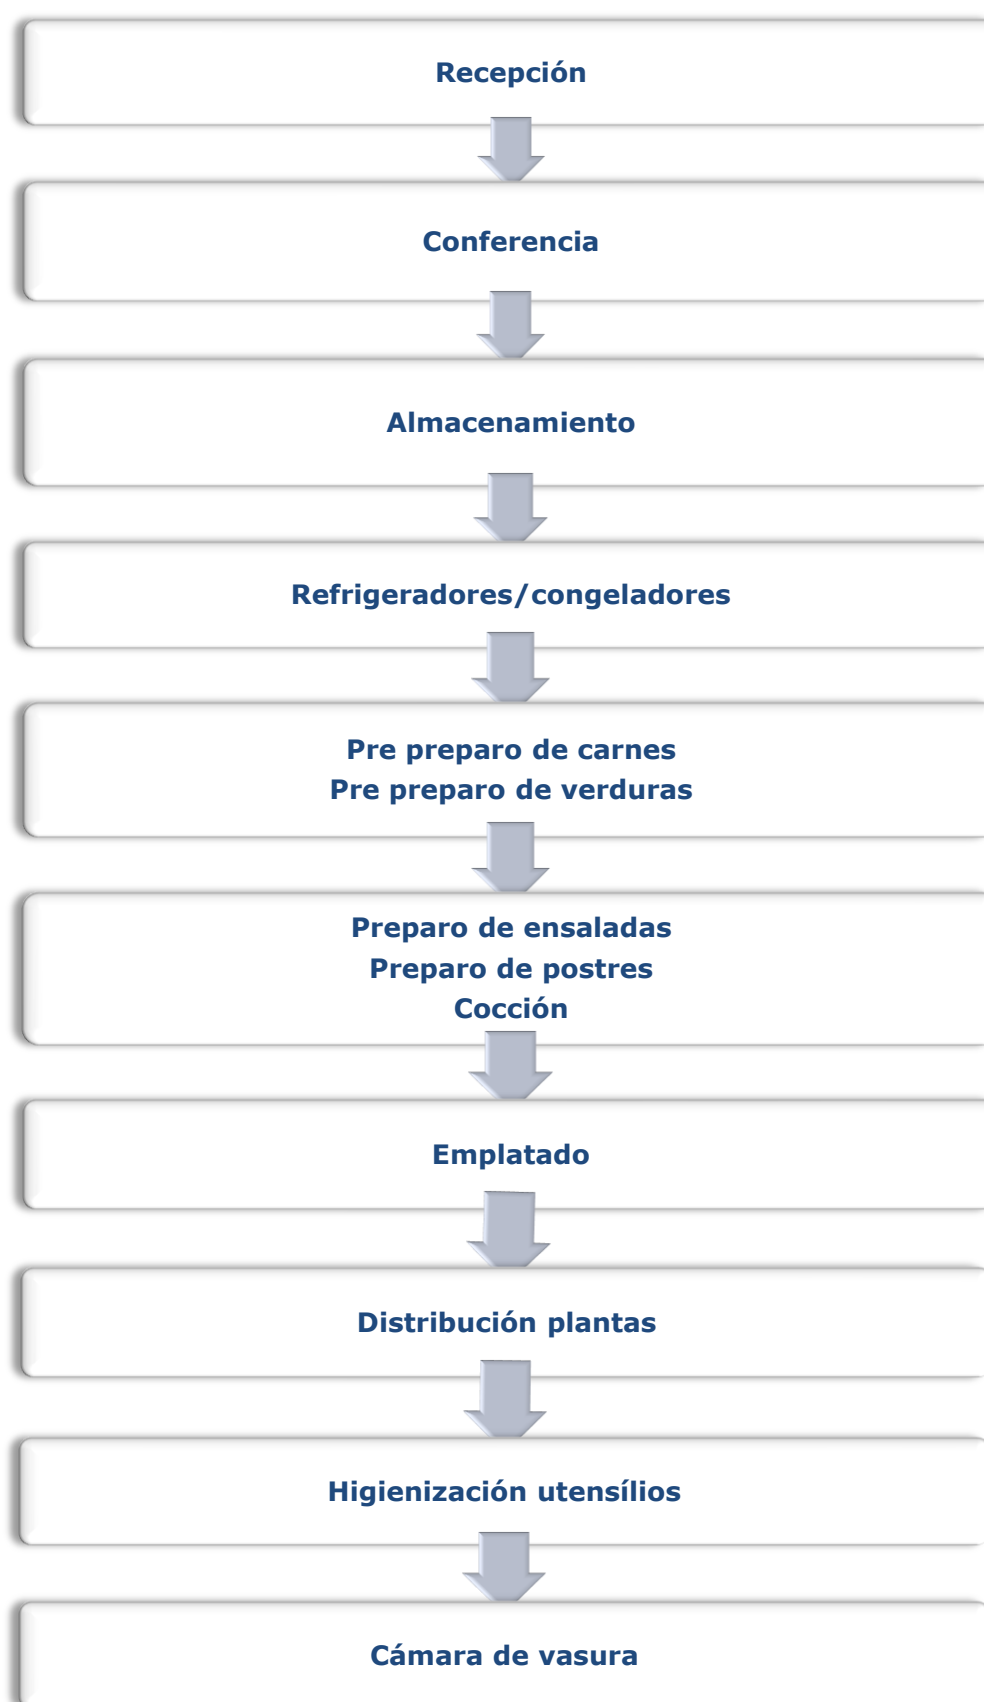 Recepción
Conferencia
Almacenamiento
Refrigeradores/congeladores
Pre preparo de carnes
Pre preparo de verduras
Preparo de ensaladas
Preparo de postres
Cocción
Emplatado
Distribución plantas
Higienización utensílios
Cámara de vasura